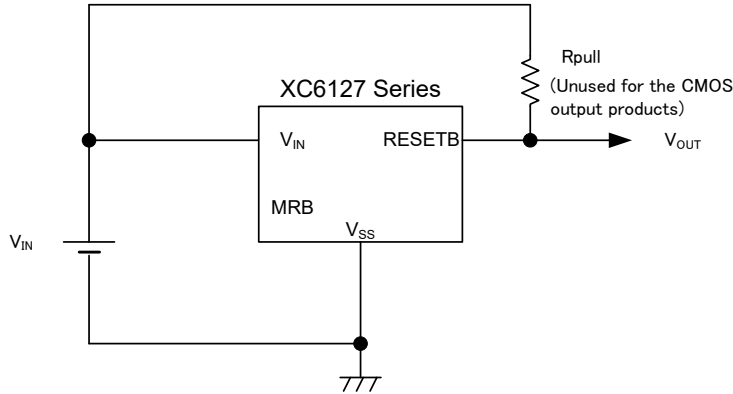 Rpull
(Unused for the CMOS
output products)
XC6127 Series
VIN
RESETB
VOUT
MRB
VSS
VIN